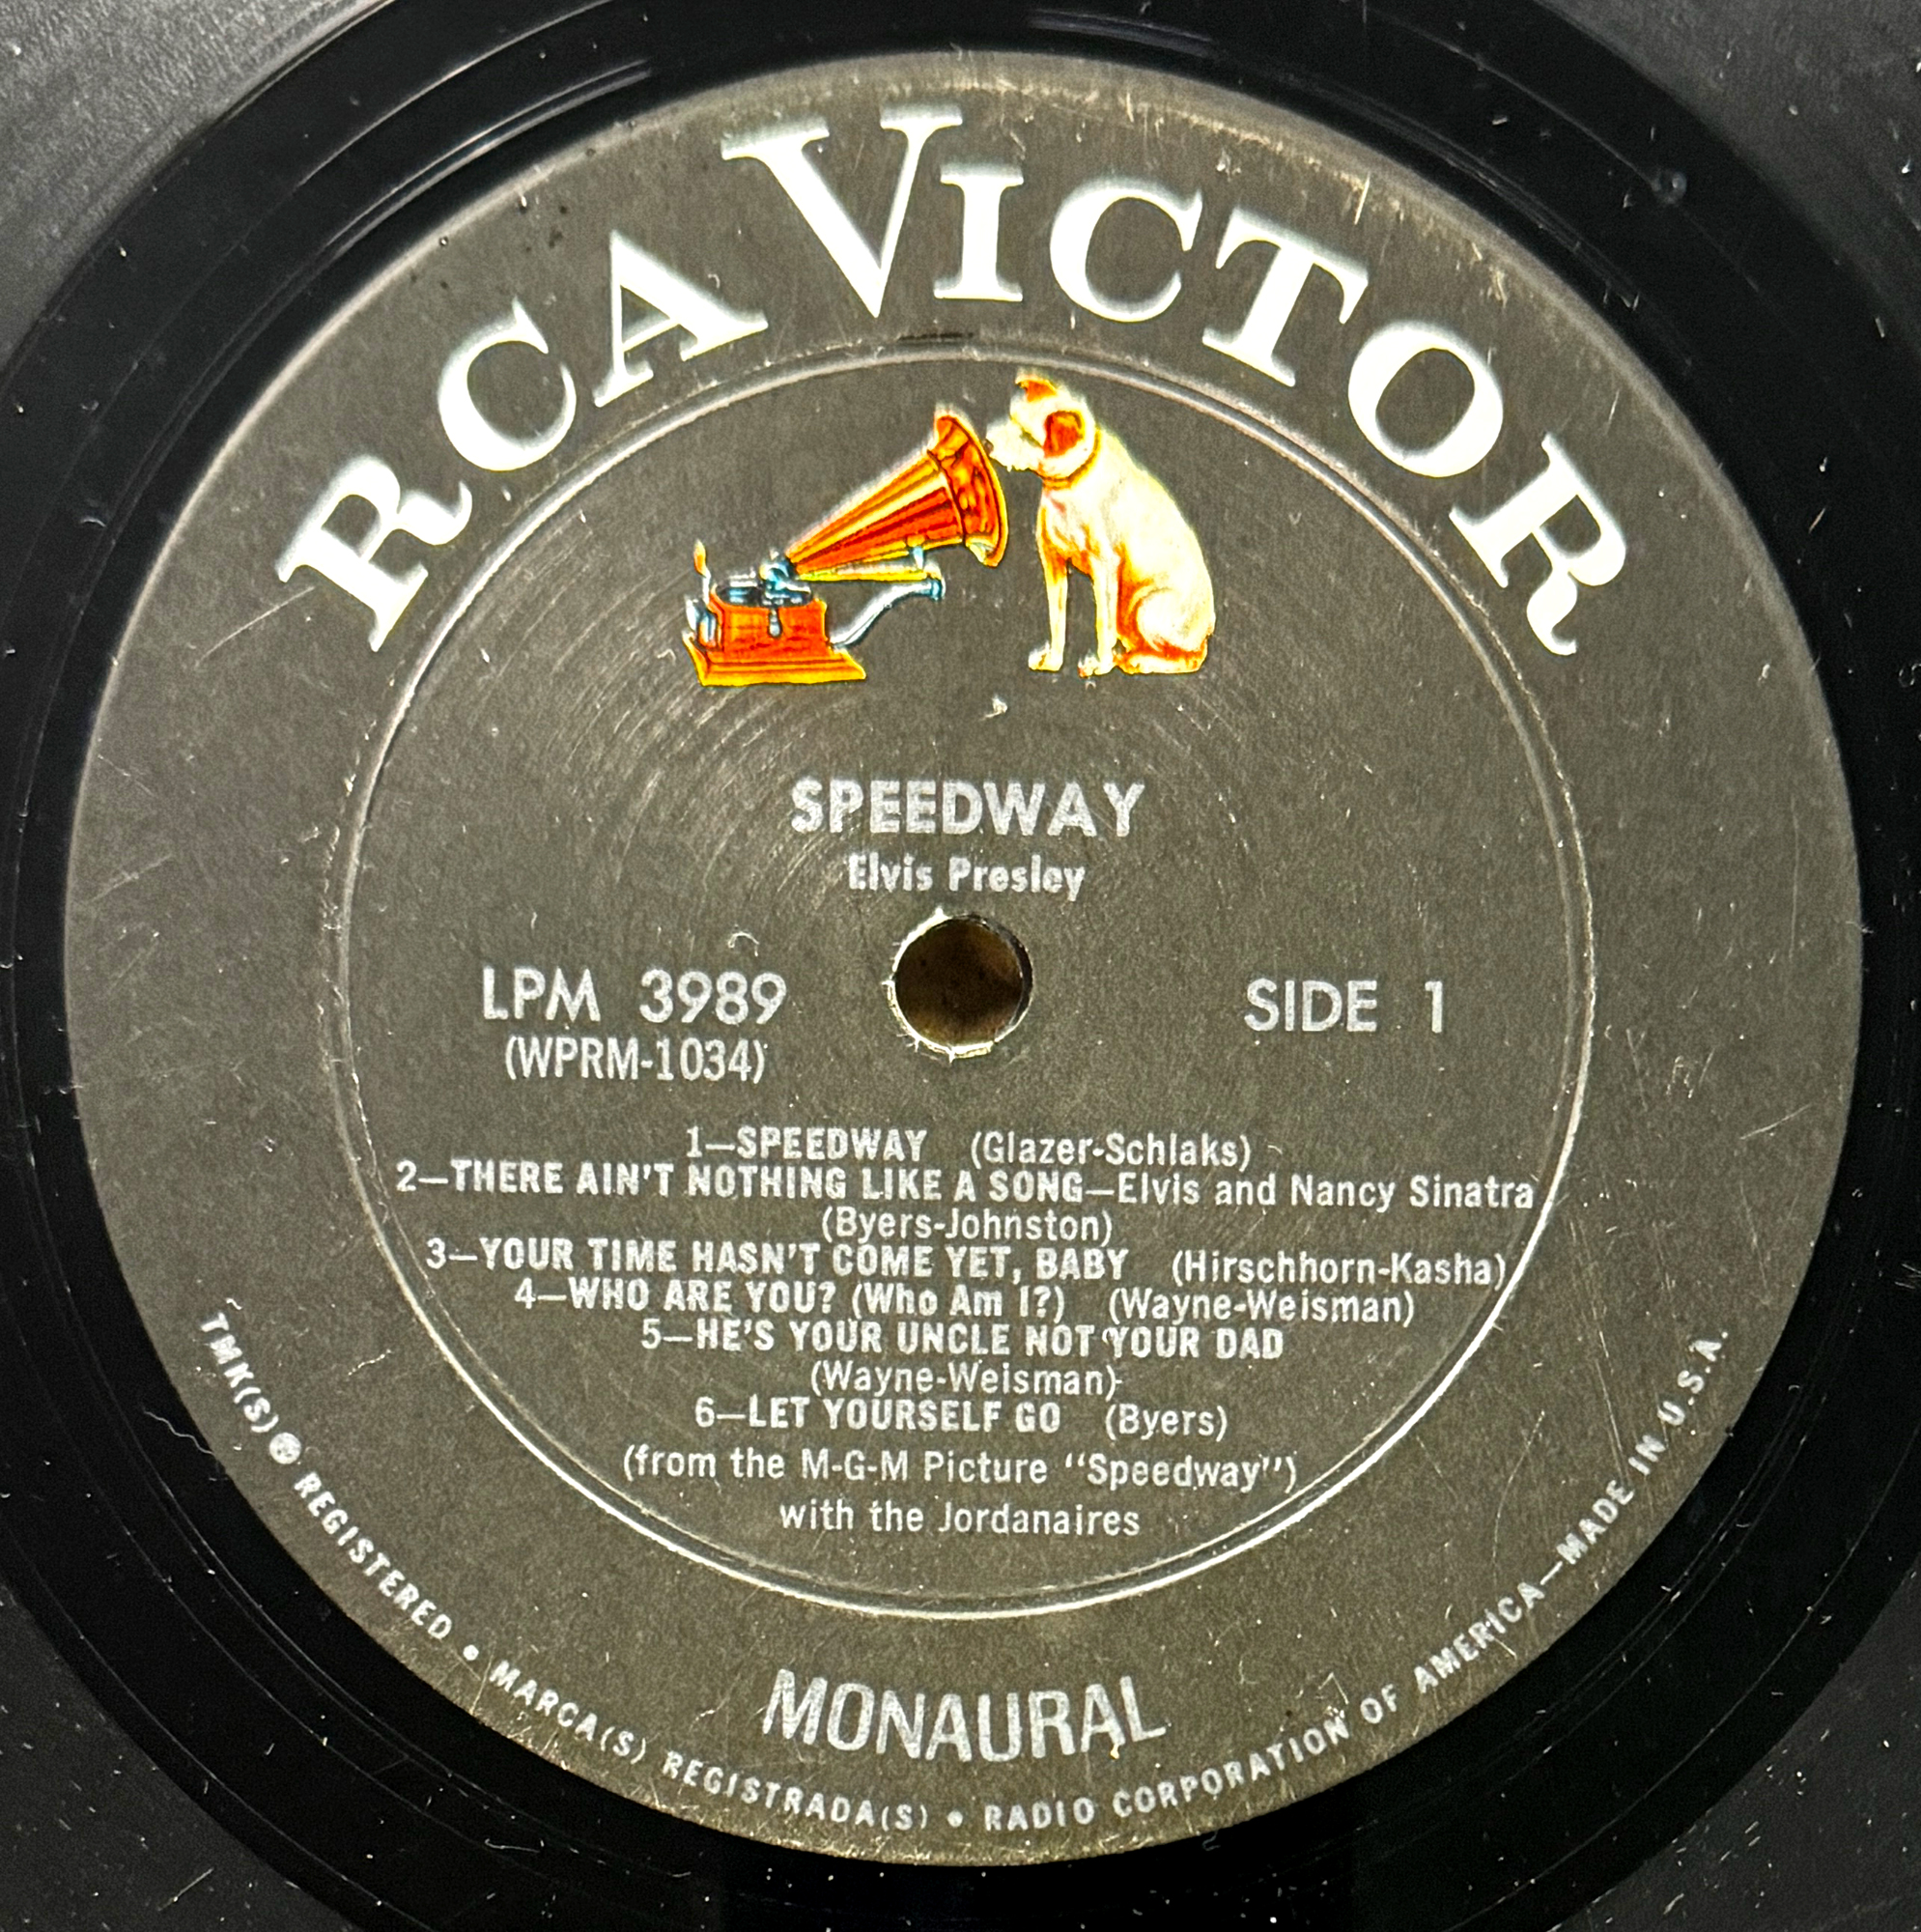 RCA VICTOR
SPEEDWAY
Elvis Presley
LPM 3989
SIDE 1
(WPRM-1034)
1—SPEEDWAY (Glazer-Schlaks)
2—THERE AIN'T NOTHING LIKE A SONG—Elvis and Nancy Sinatra
(Byers-Johnston)
3—YOUR TIME HASN'T COME YET, BABY (Hirschhorn-Kasha)
4—WHO ARE YOU? (Who Am I?) (Wayne-Weisman)
5—HE'S YOUR UNCLE NOT YOUR DAD
(Wayne-Weisman)
6—LET YOURSELF GO (Byers)
(from the M-G-M Picture "Speedway")
with the Jordanaires
MONAURAL
TMK(S) ® REGISTERED • MARCA(S) REGISTRADA(S) • RADIO CORPORATION OF AMERICA—MADE IN U.S.A.